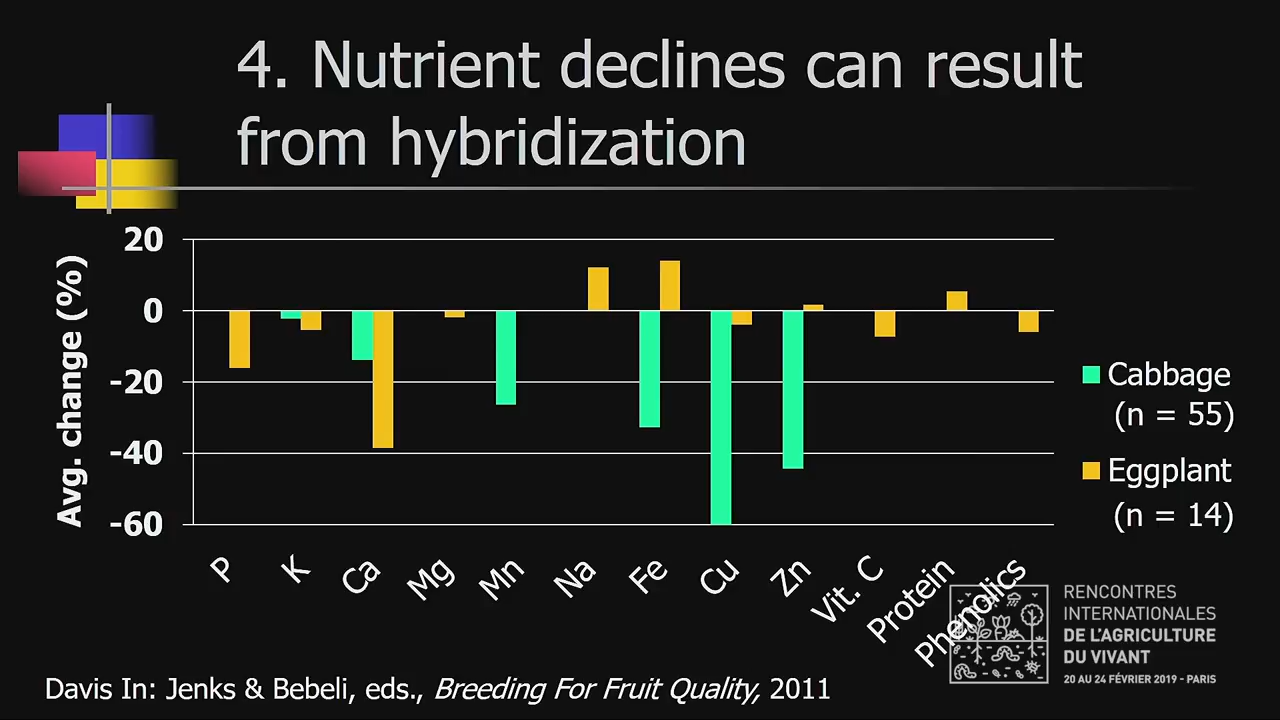 4. Nutrient declines can result
from hybridization
Avg. change (%)
20
0
-20
-40
-60
P
K
Ca
Mg
Mn
Na
Fe
Cu
Zn
Vit. C
Protein
Phenolics
Cabbage
(n = 55)
Eggplant
(n = 14)
RENCONTRES
INTERNATIONALES
DE L'AGRICULTURE
DU VIVANT
20 AU 24 FÉVRIER 2019 - PARIS
Davis In: Jenks & Bebeli, eds., Breeding For Fruit Quality, 2011